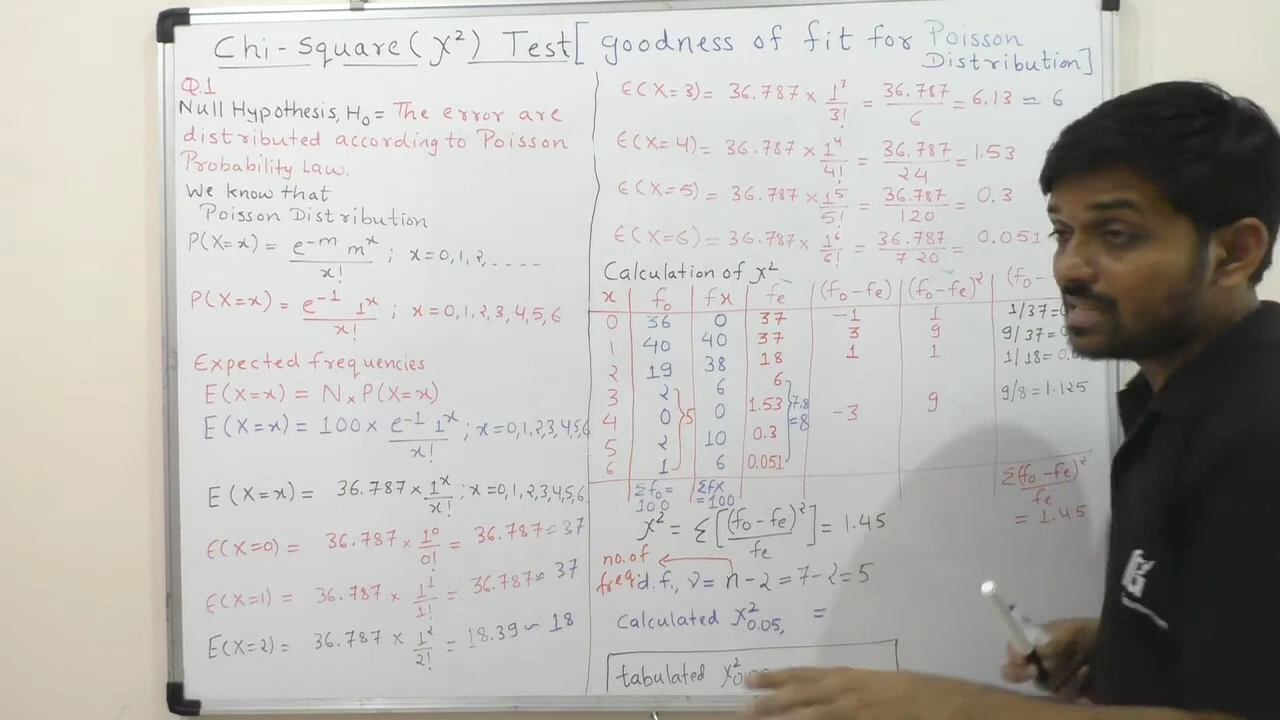 Chi-Square (χ²) Test [goodness of fit for Poisson
Distribution]
Q.1
Null Hypothesis, H₀ = The error are
distributed according to Poisson
Probability Law.
We know that
Poisson Distribution
P(X=x) = e^-m m^x / x! ; x=0,1,2,----
P(X=x) = e^-1 1^x / x! ; x=0,1,2,3,4,5,6
Expected frequencies
E(X=x) = N × P(X=x)
E(X=x) = 100 × e^-1 1^x / x! ; x=0,1,2,3,4,5,6
E(X=x) = 36.787 × 1^x / x! ; x=0,1,2,3,4,5,6
E(X=0) = 36.787 × 1^0 / 0! = 36.787 ≈ 37
E(X=1) = 36.787 × 1^1 / 1! = 36.787 ≈ 37
E(X=2) = 36.787 × 1^2 / 2! = 18.39 ~ 18
E(X=3) = 36.787 × 1^3 / 3! = 36.787 / 6 = 6.13 ≃ 6
E(X=4) = 36.787 × 1^4 / 4! = 36.787 / 24 = 1.53
E(X=5) = 36.787 × 1^5 / 5! = 36.787 / 120 = 0.3
E(X=6) = 36.787 × 1^6 / 6! = 36.787 / 720 = 0.051
Calculation of χ²
x f₀ fx fe (f₀-fe) (f₀-fe)² (f₀-
0 36 0 37 -1 1 1/37=0
1 40 40 37 3 9 9/37=
2 19 38 18 1 1 1/18=0.0
3 2 6 6 9/8=1.125
4 0 0 1.53 -3 9
5 2 10 0.3
6 1 6 0.051
5
7.8
=8
Σf₀ = 100
Σfx = 100
Σ(f₀-fe)² / fe = 1.45
χ² = Σ[(f₀-fe)² / fe] = 1.45
no. of
freq
d.f., ν = n-2 = 7-2 = 5
Calculated χ²0.05, =
tabulated χ²